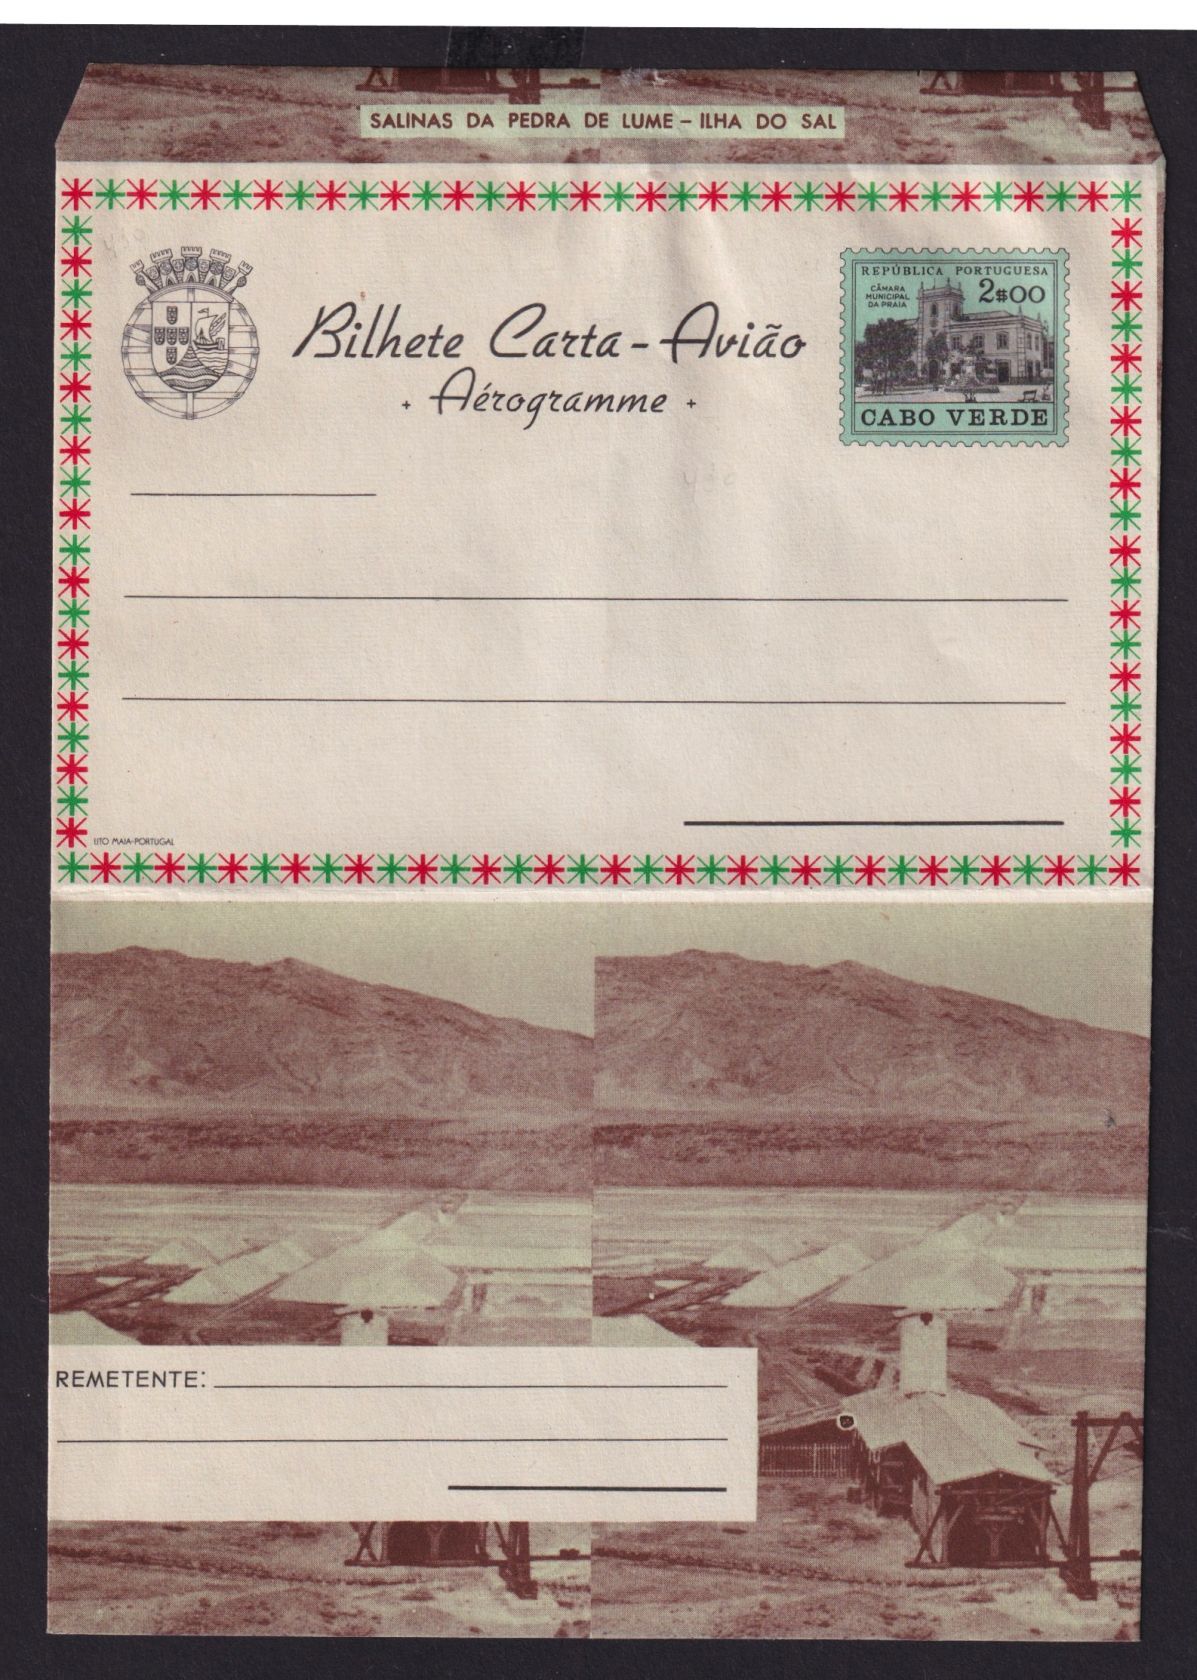 SALINAS DA PEDRA DE LUME – ILHA DO SAL
REPÚBLICA PORTUGUESA
CÂMARA
MUNICIPAL
DA PRAIA
2$00
CABO VERDE
Bilhete Carta - Avião
+ Aérogramme +
LITO MAIA-PORTUGAL
REMETENTE: